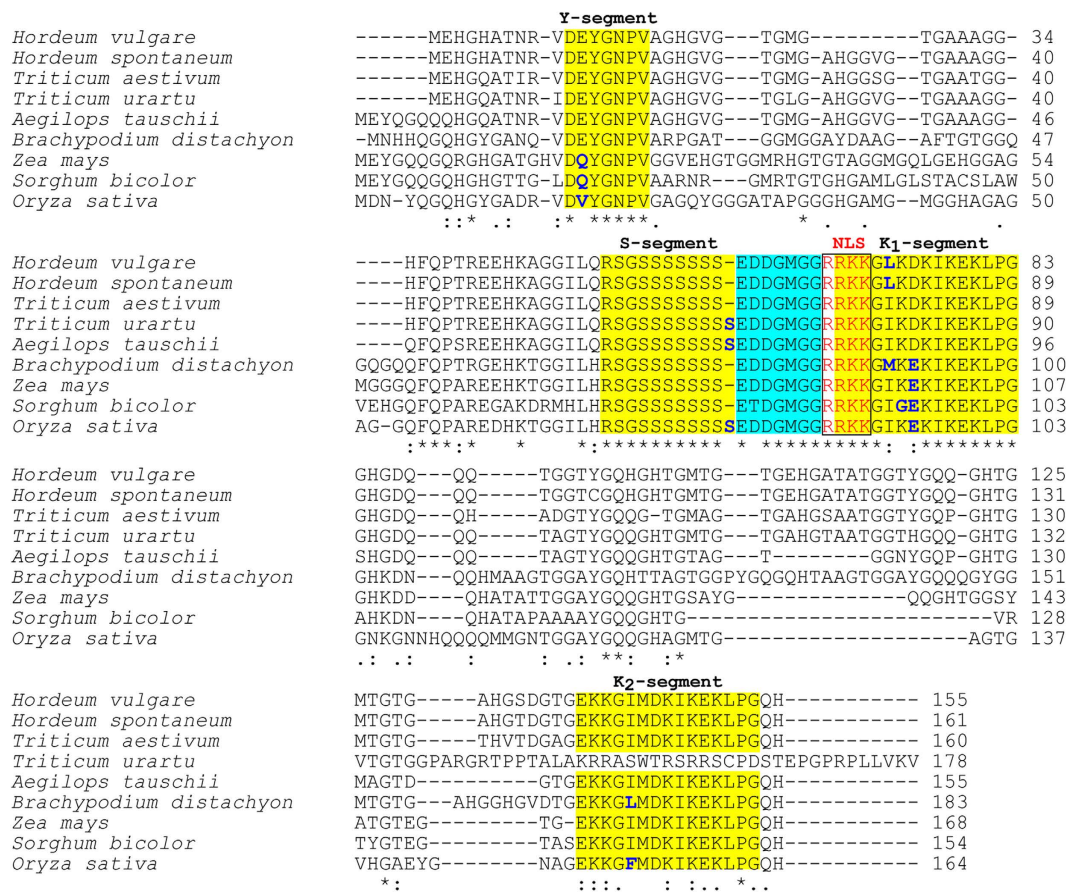 Y-segment
Hordeum vulgare ------MEHGHATNR-VDEYGNPVAGHGVG---TGMG---------TGAAAGG- 34
Hordeum spontaneum ------MEHGHATNR-VDEYGNPVAGHGVG---TGMG-AHGGVG-TGAAAGG- 40
Triticum aestivum ------MEHGQATIR-VDEYGNPVAGHGVG---TGMG-AHGGSG-TGAATGG- 40
Triticum urartu ------MEHGQATNR-IDEYGNPVAGHGVG---TGLG-AHGGVG-TGAAAGG- 40
Aegilops tauschii MEYQGQQQHGQATNR-VDEYGNPVAGHGVG---TGMG-AHGGVG-TGAAAGG- 46
Brachypodium distachyon -MNHHQGQHGYGANQ-VDEYGNPVARPGAT--GGMGGAYDAAG-AFTGTGGQ 47
Zea mays MEYGQQGQRGHGATGHVDQYGNPVGGVEHGTGGMRHGTGTAGGMGQLGEHGGAG 54
Sorghum bicolor MEYGQQGQHGHGTTG-LDQYGNPVAARNR---GMRTGTGHGAMLGLSTACSLAW 50
Oryza sativa MDN-YQGQHGYGADR-VDVYGNPVGAGQYGGGATAPGGGHGAMG-MGGHAGAG 50
::* .: :* ***** * . . .
S-segment NLS K1-segment
Hordeum vulgare ----HFQPTREEHKAGGILQRSGSSSSSSSS-EDDGMGGRRKKGLKDKIKEKLPG 83
Hordeum spontaneum ----HFQPTREEHKAGGILQRSGSSSSSSSS-EDDGMGGRRKKGLKDKIKEKLPG 89
Triticum aestivum ----HFQPTREEHKAGGILQRSGSSSSSSSS-EDDGMGGRRKKGIKDKIKEKLPG 89
Triticum urartu ----HFQPTREEHKAGGILQRSGSSSSSSSSSEDDGMGGRRKKGIKDKIKEKLPG 90
Aegilops tauschii ----QFQPSREEHKAGGILQRSGSSSSSSSSSEDDGMGGRRKKGIKDKIKEKLPG 96
Brachypodium distachyon GQGQQFQPTREEHKTGGILHRSGSSSSSSSS-EDDGMGGRRKKGMKEKIKEKLPG 100
Zea mays MGGGQFQPAREEHKTGGILHRSGSSSSSSSS-EDDGMGGRRKKGIKEKIKEKLPG 107
Sorghum bicolor VEHGQFQPAREGAKDRMHLHRSGSSSSSSSS-ETDGMGGRRKKGIGEKIKEKLPG 103
Oryza sativa AG-GQFQPAREDHKTGGILHRSGSSSSSSSSSEDDGMGGRRKKGIKEKIKEKLPG 103
:****:** * * *:*********** * ***********: :********
Hordeum vulgare GHGDQ--QQ-----TGGTYGQHGHTGMTG---TGEHGATATGGTYGQQ-GHTG 125
Hordeum spontaneum GHGDQ--QQ-----TGGTCGQHGHTGMTG---TGEHGATATGGTYGQQ-GHTG 131
Triticum aestivum GHGDQ--QH-----ADGTYGQQG-TGMAG---TGAHGSAATGGTYGQP-GHTG 130
Triticum urartu GHGDQ--QQ-----TAGTYGQQGHTGMTG---TGAHGTAATGGTHGQQ-GHTG 132
Aegilops tauschii SHGDQ--QQ-----TAGTYGQQGHTGTAG---T---------GGNYGQP-GHTG 130
Brachypodium distachyon GHKDN---QQHMAAGTGGAYGQHTTAGTGGPYGQGQHTAAGTGGAYGQQQGYGG 151
Zea mays GHKDD---QHATATTGGAYGQQGHTGSAYG--------------QQGHTGGSY 143
Sorghum bicolor AHKDN---QHATAPAAAAYGQQGHTG-------------------------VR 128
Oryza sativa GNKGNNHQQQQMMGNTGGAYGQQGHAGMTG-------------------AGTG 137
.: .: : : .: ** :*
K2-segment
Hordeum vulgare MTGTG-----AHGSDGTGEKKGIMDKIKEKLPGQH----------- 155
Hordeum spontaneum MTGTG-----AHGTDGTGEKKGIMDKIKEKLPGQH----------- 161
Triticum aestivum MTGTG-----THVTDGAGEKKGIMDKIKEKLPGQH----------- 160
Triticum urartu VTGTGGPARGRTPPTALAKRRASWTRSRRSCPDSTEPGPRPLLVKV 178
Aegilops tauschii MAGTD--------GTGEKKGIMDKIKEKLPGQH----------- 155
Brachypodium distachyon MTGTG---AHGGHGVDTGEKKGLMDKIKEKLPGQH----------- 183
Zea mays ATGTEG-------TG-EKKGIMDKIKEKLPGQH----------- 168
Sorghum bicolor TYGTEG-------TASEKKGIMDKIKEKLPGQH----------- 154
Oryza sativa VHGAEYG--------NAGEKKGFMDKIKEKLPGQH----------- 164
*: ::: . : :.. *..